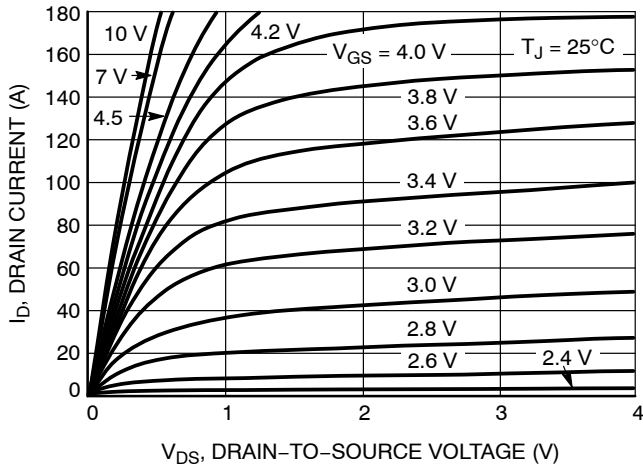 180
160
140
120
100
80
60
40
20
0
I_D, DRAIN CURRENT (A)
10 V
7 V
4.5
4.2 V
V_GS = 4.0 V
T_J = 25°C
3.8 V
3.6 V
3.4 V
3.2 V
3.0 V
2.8 V
2.6 V
2.4 V
0
1
2
3
4
V_DS, DRAIN−TO−SOURCE VOLTAGE (V)